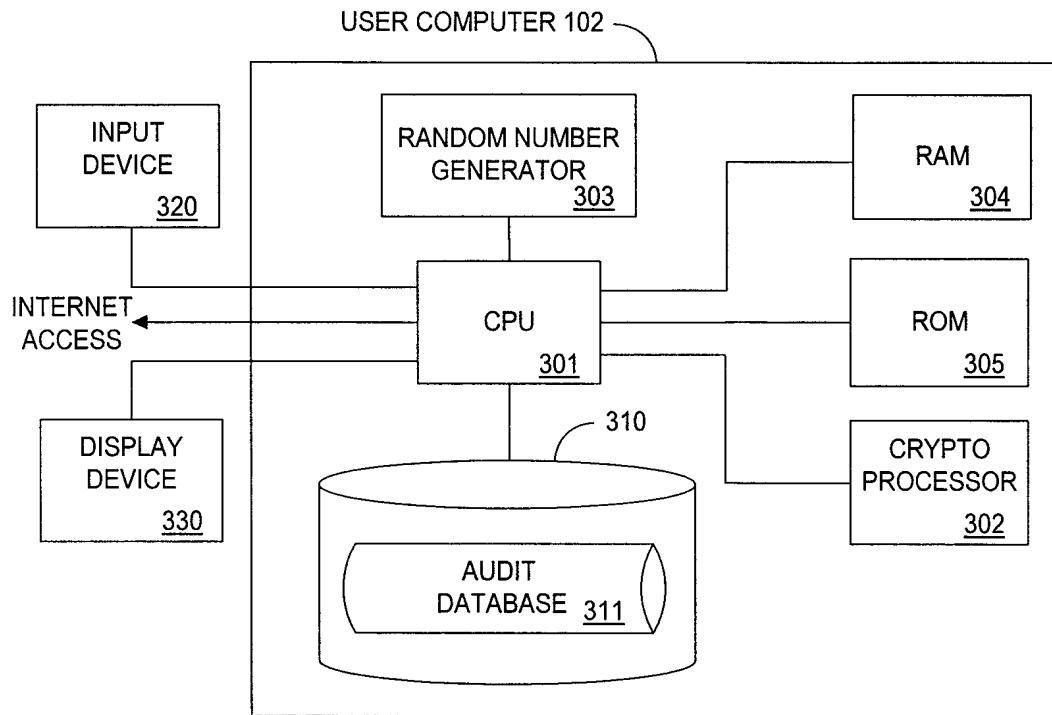 USER COMPUTER 102
INPUT
DEVICE
320
RANDOM NUMBER
GENERATOR
303
RAM
304
INTERNET
ACCESS
CPU
301
ROM
305
DISPLAY
DEVICE
330
310
CRYPTO
PROCESSOR
302
AUDIT
DATABASE
311